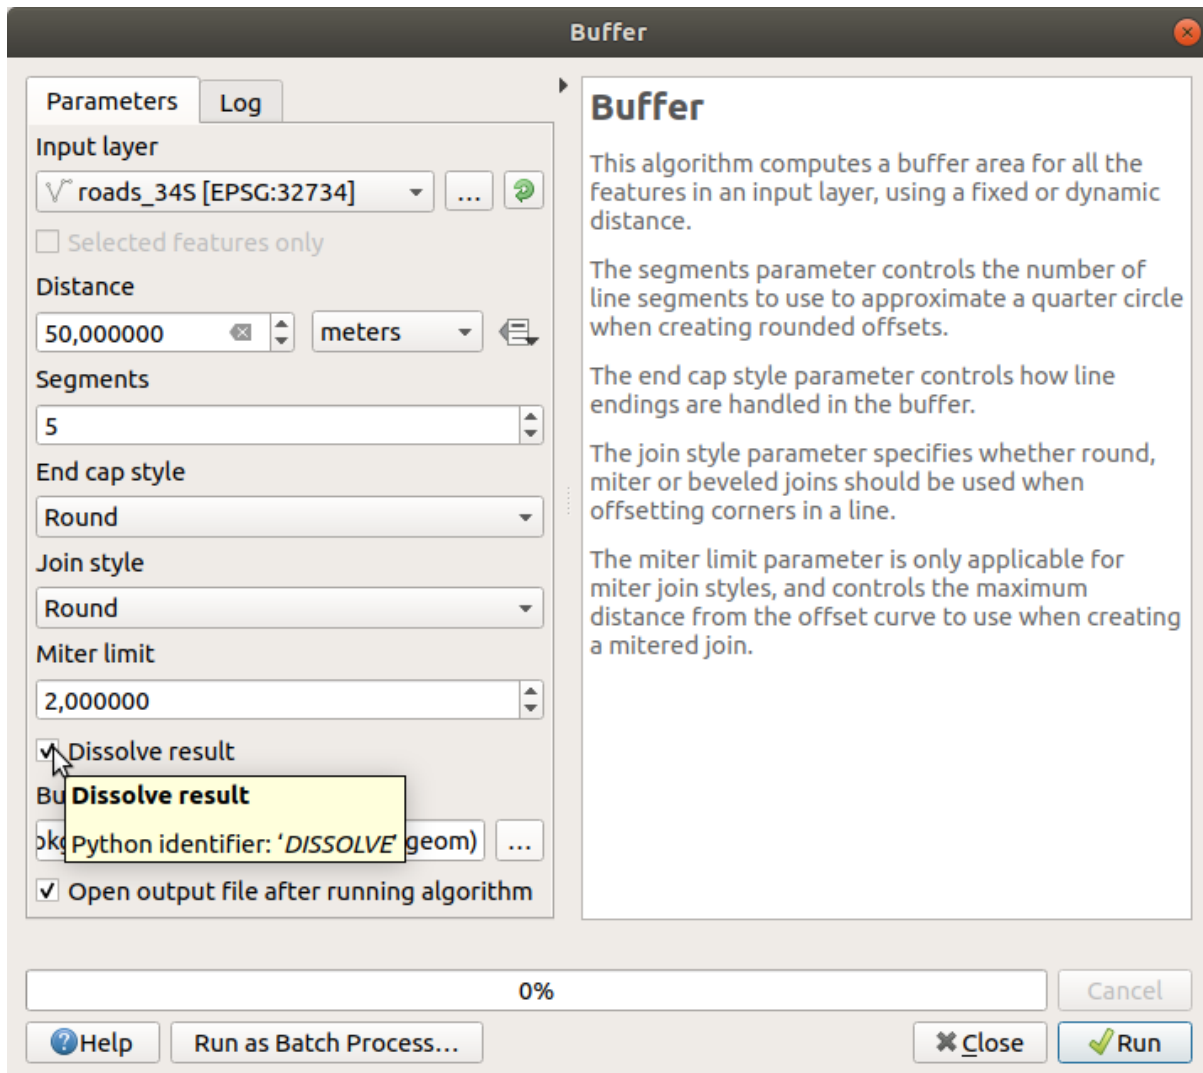 Buffer
Parameters Log
Input layer
roads_34S [EPSG:32734] ...
Selected features only
Distance
50,000000 meters
Segments
5
End cap style
Round
Join style
Round
Miter limit
2,000000
Dissolve result
Dissolve result
Python identifier: ‘DISSOLVE’
geom) ...
Open output file after running algorithm
Buffer
This algorithm computes a buffer area for all the
features in an input layer, using a fixed or dynamic
distance.
The segments parameter controls the number of
line segments to use to approximate a quarter circle
when creating rounded offsets.
The end cap style parameter controls how line
endings are handled in the buffer.
The join style parameter specifies whether round,
miter or beveled joins should be used when
offsetting corners in a line.
The miter limit parameter is only applicable for
miter join styles, and controls the maximum
distance from the offset curve to use when creating
a mitered join.
0% Cancel
Help Run as Batch Process... Close Run